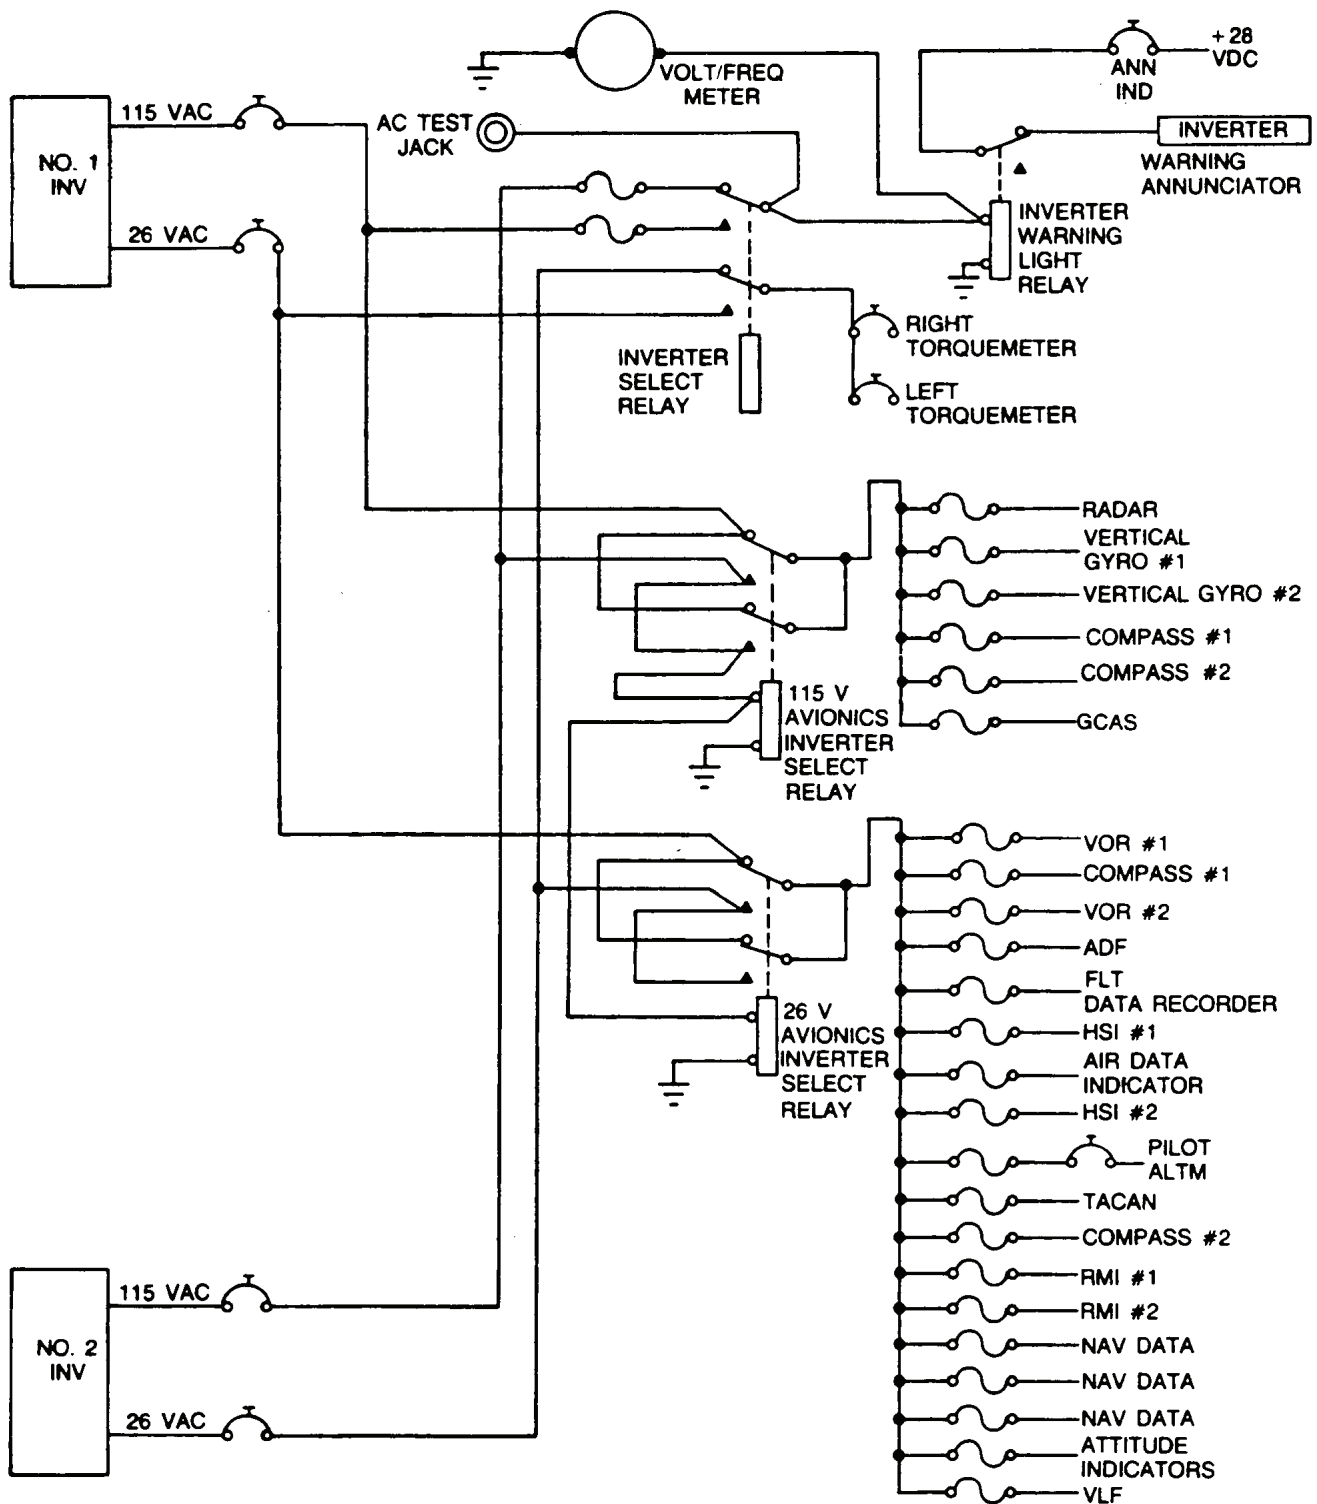 +28
VDC
ANN
IND
VOLT/FREQ
METER
115 VAC
AC TEST
JACK
INVERTER
WARNING
ANNUNCIATOR
NO. 1
INV
26 VAC
INVERTER
WARNING
LIGHT
RELAY
RIGHT
TORQUEMETER
INVERTER
SELECT
RELAY
LEFT
TORQUEMETER
RADAR
VERTICAL
GYRO #1
VERTICAL GYRO #2
COMPASS #1
COMPASS #2
GCAS
115 V
AVIONICS
INVERTER
SELECT
RELAY
VOR #1
COMPASS #1
VOR #2
ADF
FLT
DATA RECORDER
HSI #1
AIR DATA
INDICATOR
HSI #2
26 V
AVIONICS
INVERTER
SELECT
RELAY
PILOT
ALTM
TACAN
COMPASS #2
RMI #1
RMI #2
NAV DATA
NAV DATA
NAV DATA
ATTITUDE
INDICATORS
VLF
115 VAC
NO. 2
INV
26 VAC